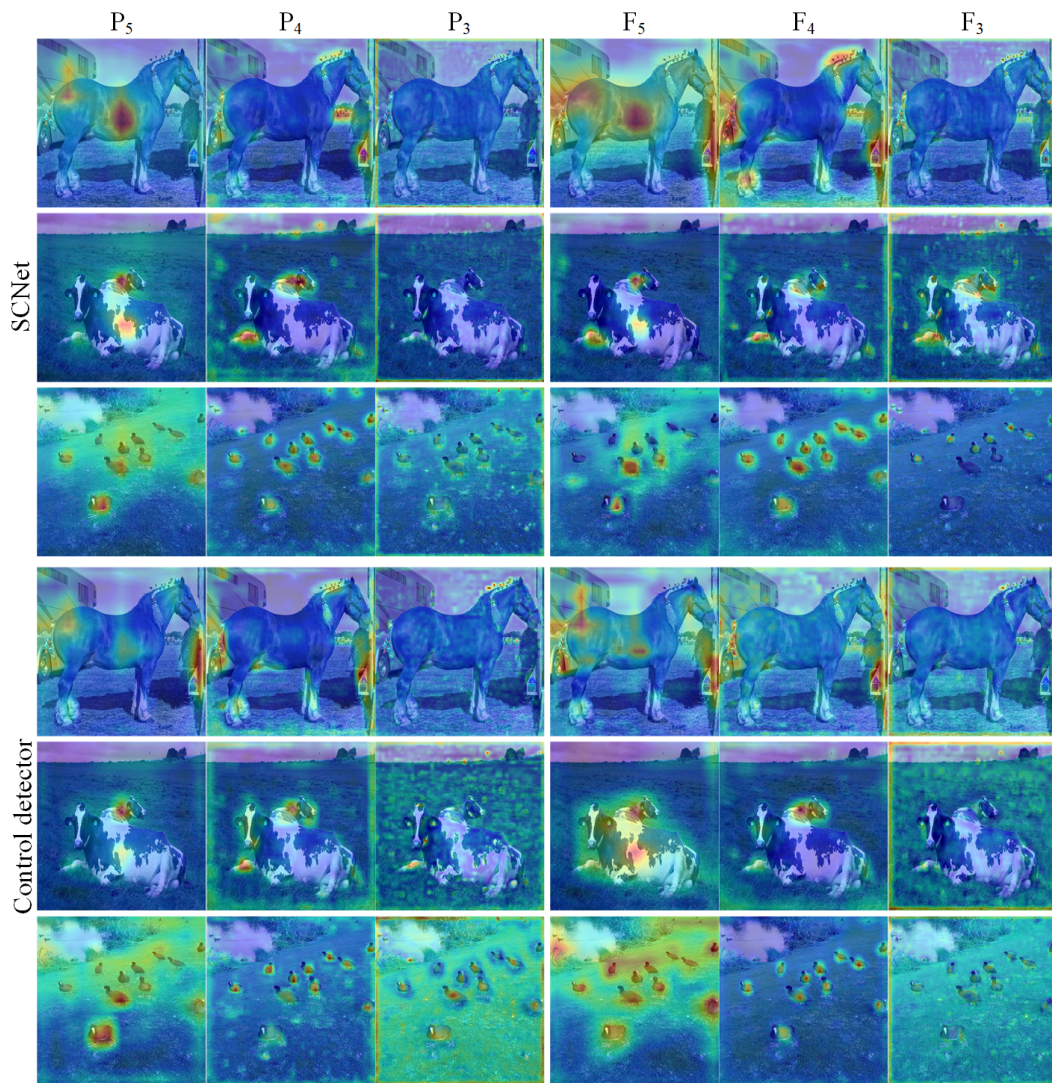 P₅ P₄ P₃ F₅ F₄ F₃
SCNet
Control detector